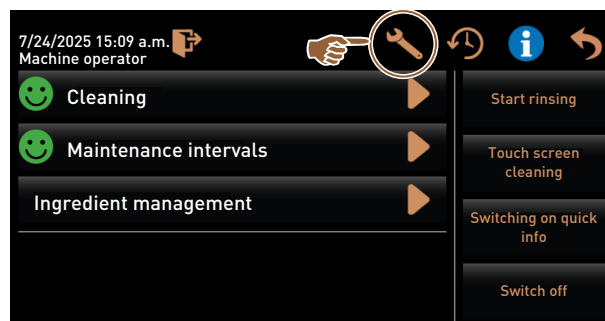 7/24/2025 15:09 a.m.
Machine operator
i
Cleaning
Maintenance intervals
Ingredient management
Start rinsing
Touch screen
cleaning
Switching on quick
info
Switch off